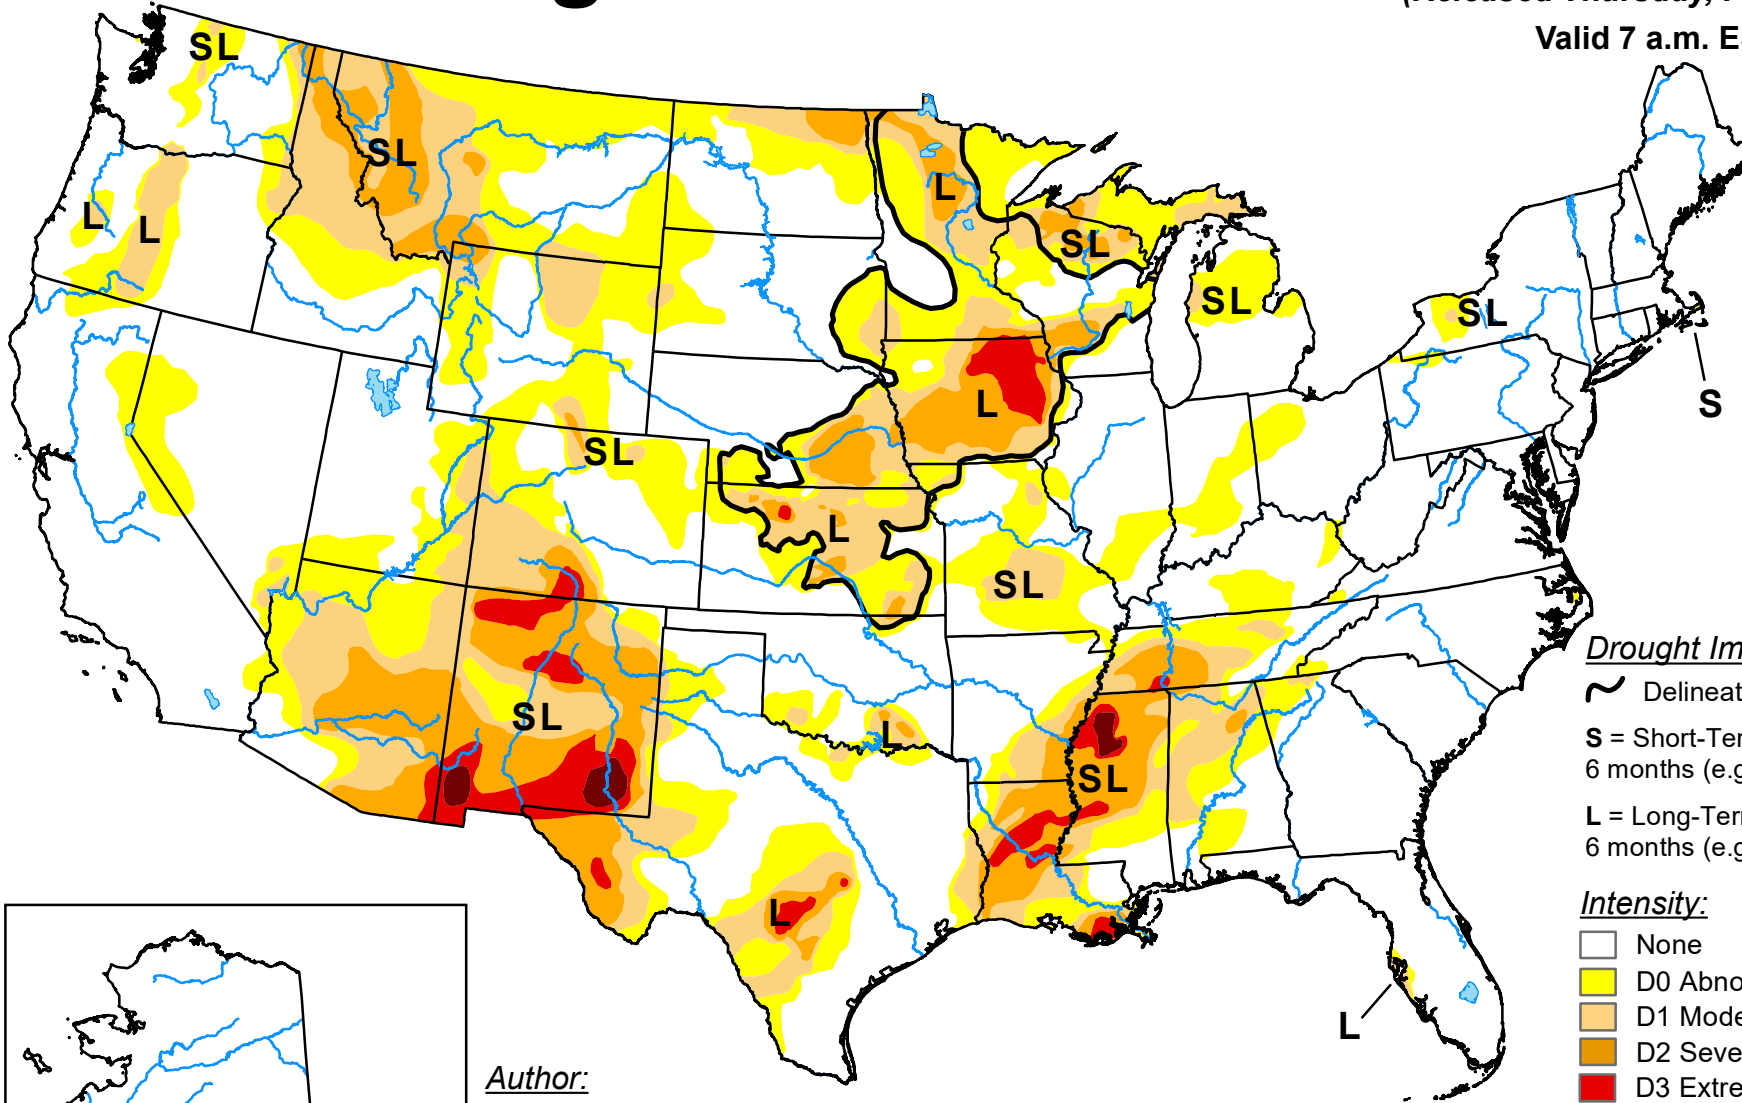 Valid 7 a.m. E
SL
SL
L
L
L
SL
SL
SL
S
L
SL
L
SL
SL
L
SL
L
L
L
Drought Im
Delineat
S = Short-Ter
6 months (e.g
L = Long-Terr
6 months (e.g
Intensity:
None
D0 Abno
D1 Mode
D2 Seve
D3 Extre
Author: